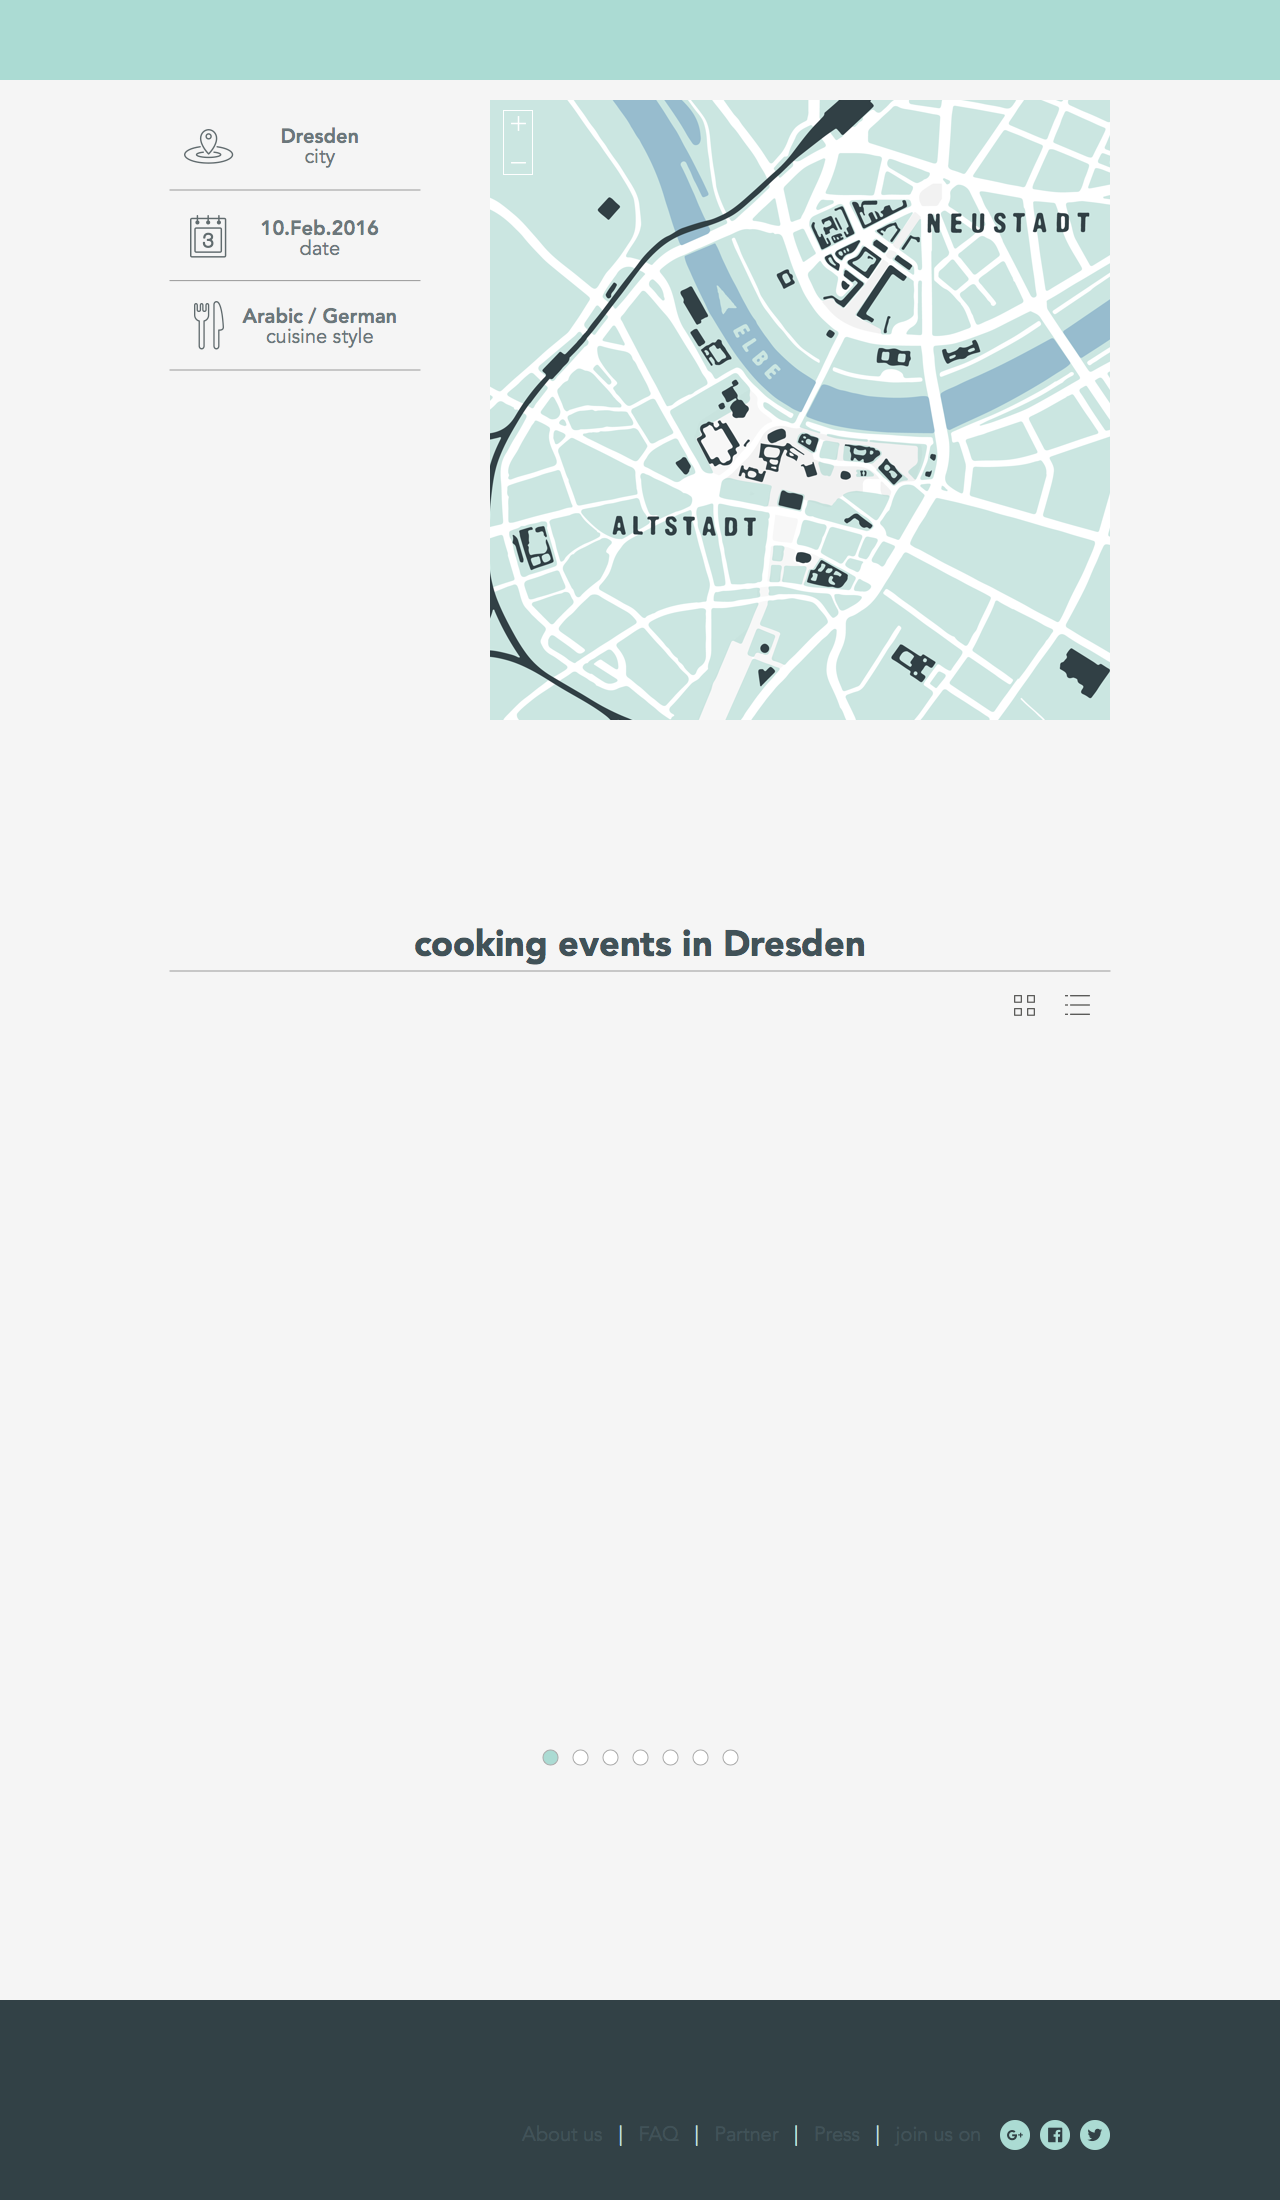 Dresden
city
3
10.Feb.2016
date
Arabic / German
cuisine style
NEUSTADT
ELBE
ALTSTADT
cooking events in Dresden
About us | FAQ | Partner | Press | join us on G+